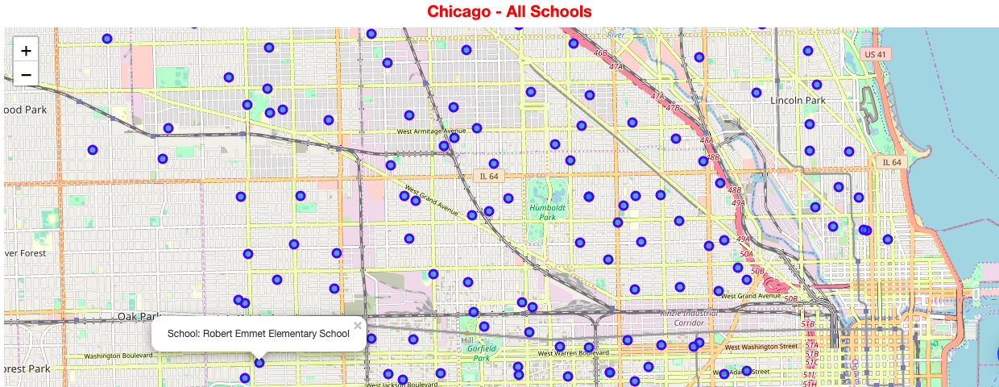 Chicago - All Schools
River
46B
US 41
+
47A
−
47A
Lincoln Park
47B
ood Park
West Armitage Avenue
48A
48B
IL 64
IL 64
48B
West Grand Avenue
49A
Humboldt
Park
49A
ver Forest
50A
50B
West Grand Avenue
50B
Oak Park
Kinzie Industrial
Corridor
×
School: Robert Emmet Elementary School
51B
Hill
West Washington Street
51A
Garfield
Park
West Warren Boulevard
Washington Boulevard
51B
51C
orest Park
West Adams Street
51F
West Jackson Boulevard
51H